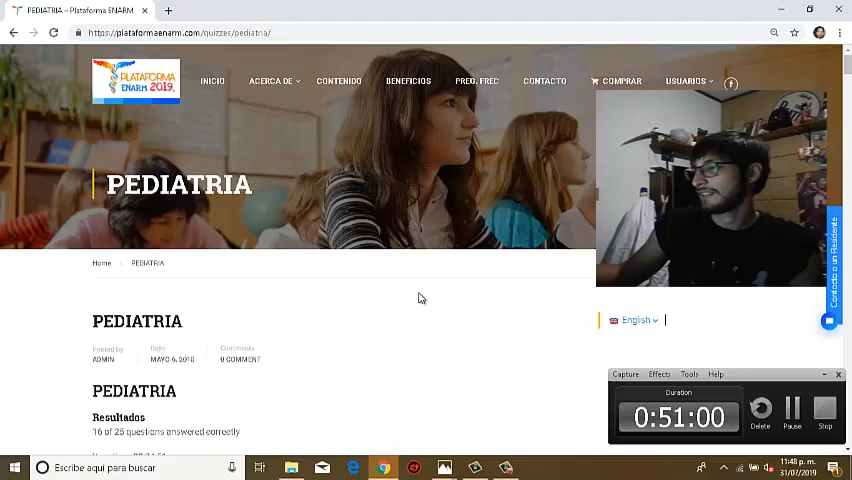 PEDIATRIA – Plataforma ENARM
https://plataformaenarm.com/quizzes/pediatria/
PLATAFORMA
ENARM 2019.
INICIO
ACERCA DE
CONTENIDO
BENEFICIOS
PREG. FREC
CONTACTO
COMPRAR
USUARIOS
PEDIATRIA
Contacto a un Residente
Home
PEDIATRIA
English
PEDIATRIA
Posted by
Date
Comments
ADMIN
MAYO 6, 2018
0 COMMENT
PEDIATRIA
Resultados
16 of 25 questions answered correctly
Capture
Effects
Tools
Help
Duration
0:51:00
Delete
Pause
Stop
Escribe aquí para buscar
11:48 p. m.
31/07/2019